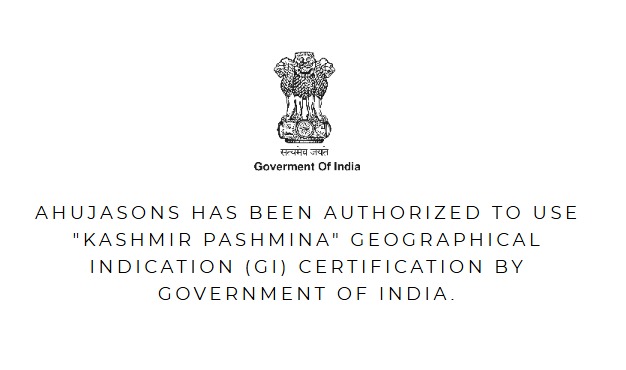 सत्यमेव जयते
Goverment Of India
AHUJASONS HAS BEEN AUTHORIZED TO USE
"KASHMIR PASHMINA" GEOGRAPHICAL
INDICATION (GI) CERTIFICATION BY
GOVERNMENT OF INDIA.